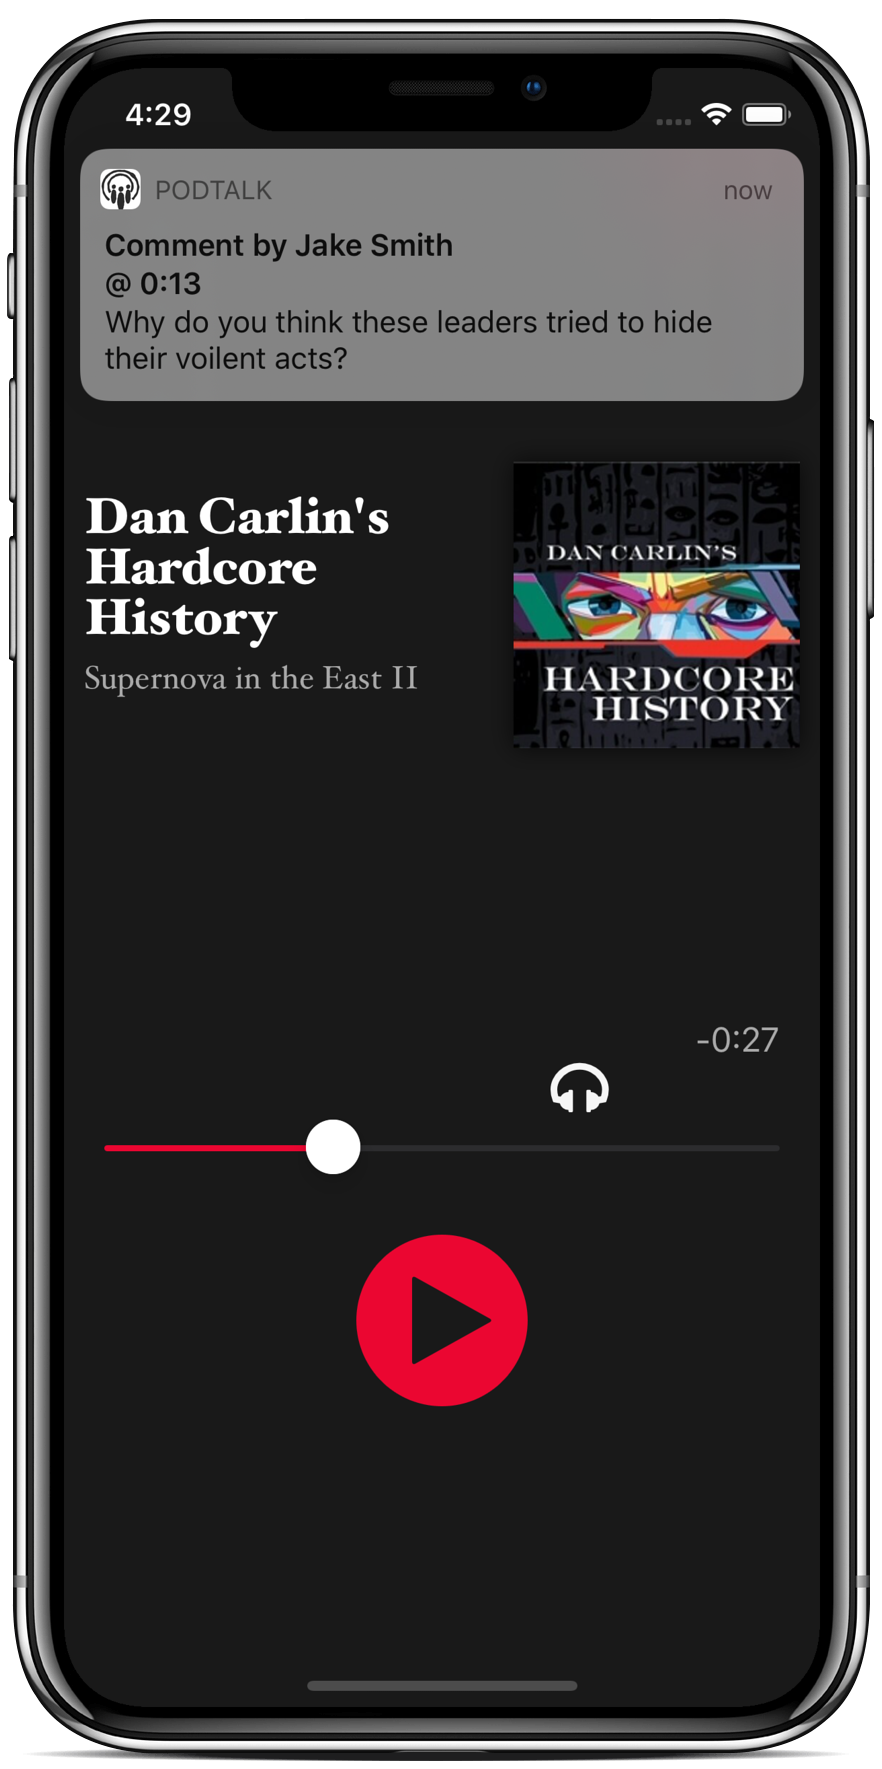 4:29
PODTALK now
Comment by Jake Smith
@ 0:13
Why do you think these leaders tried to hide
their voilent acts?
Dan Carlin's
Hardcore
History
Supernova in the East II
DAN CARLIN'S
HARDCORE
HISTORY
-0:27